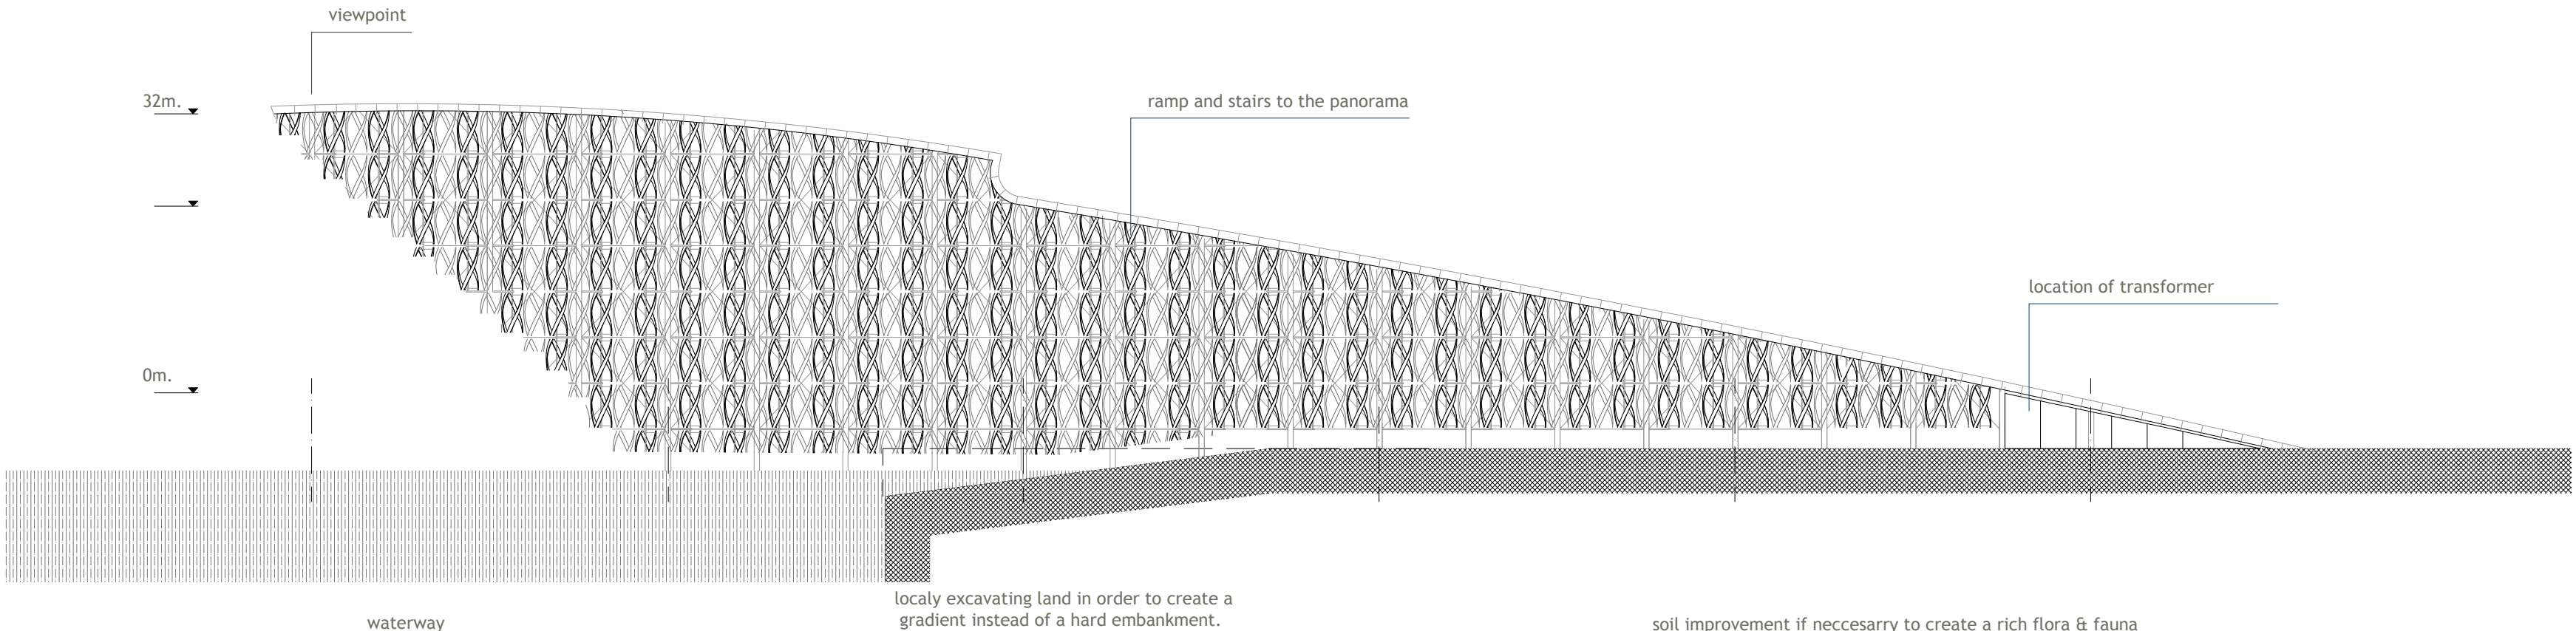 viewpoint
32m.
ramp and stairs to the panorama
location of transformer
0m.
localy excavating land in order to create a
gradient instead of a hard embankment.
waterway
soil improvement if neccesarry to create a rich flora & fauna